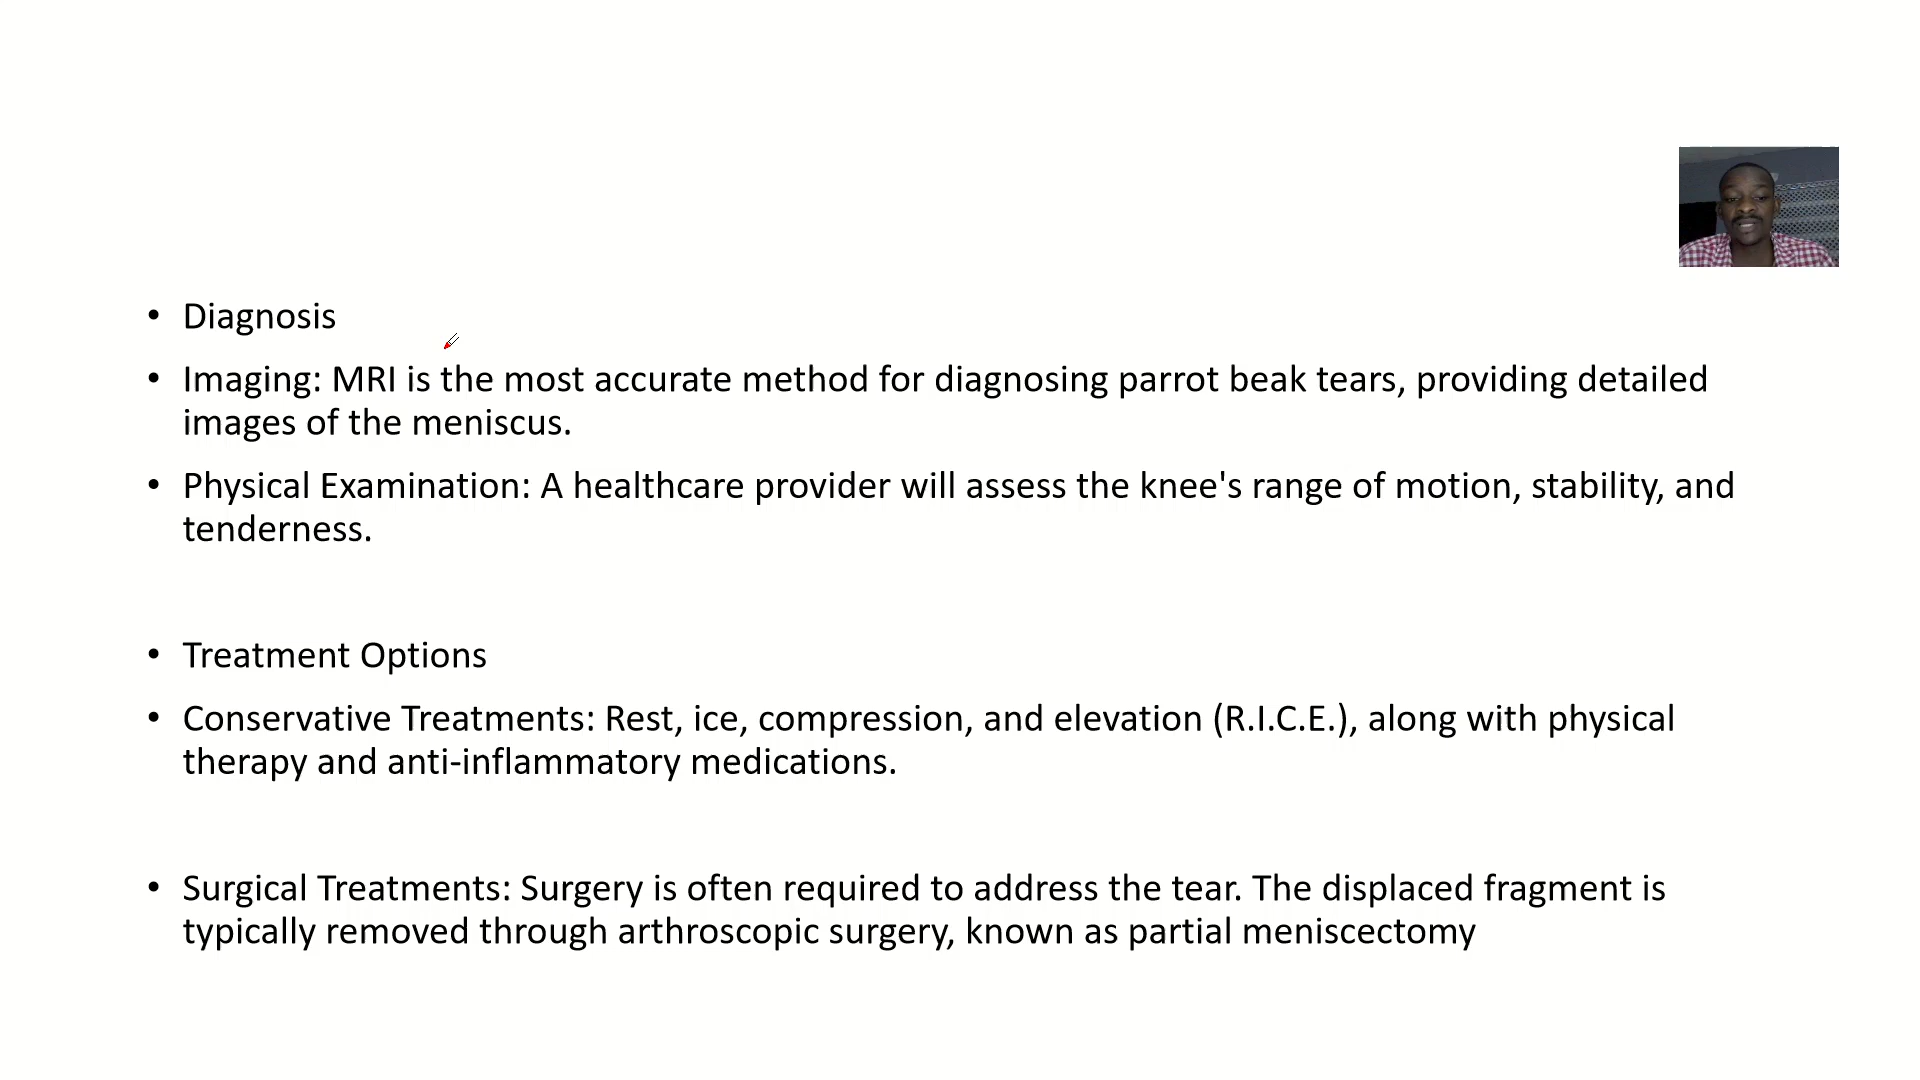 • Diagnosis
• Imaging: MRI is the most accurate method for diagnosing parrot beak tears, providing detailed
images of the meniscus.
• Physical Examination: A healthcare provider will assess the knee's range of motion, stability, and
tenderness.
• Treatment Options
• Conservative Treatments: Rest, ice, compression, and elevation (R.I.C.E.), along with physical
therapy and anti-inflammatory medications.
• Surgical Treatments: Surgery is often required to address the tear. The displaced fragment is
typically removed through arthroscopic surgery, known as partial meniscectomy